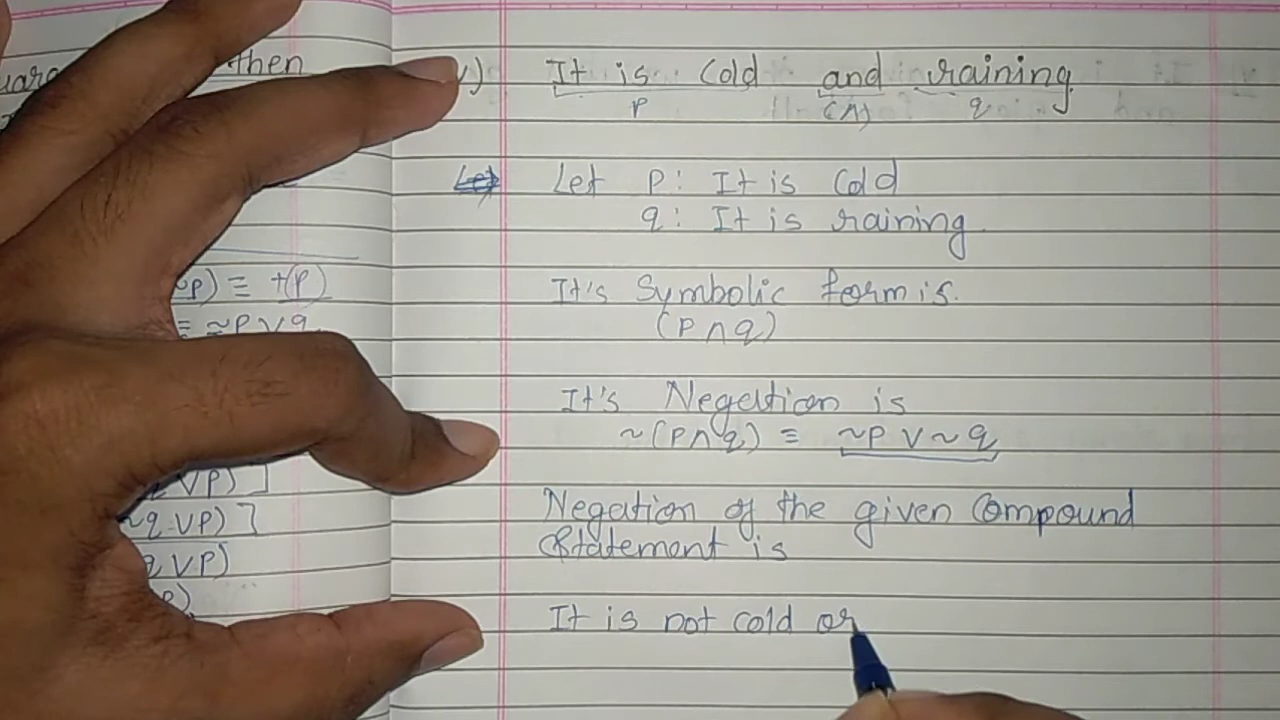 then
v) It is Cold and raining
p (∧) q
Let P: It is Cold
q: It is raining
It's Symbolic form is.
(P ∧ q)
It's Negation is
~(P ∧ q) ≡ ~P ∨ ~q
Negation of the given Compound
Statement is
It is not cold or
p) ≡ +(P)
≡ ~P ∨ q
q ∨ P) ]
~q ∨ P) ]
q ∨ P)
P)